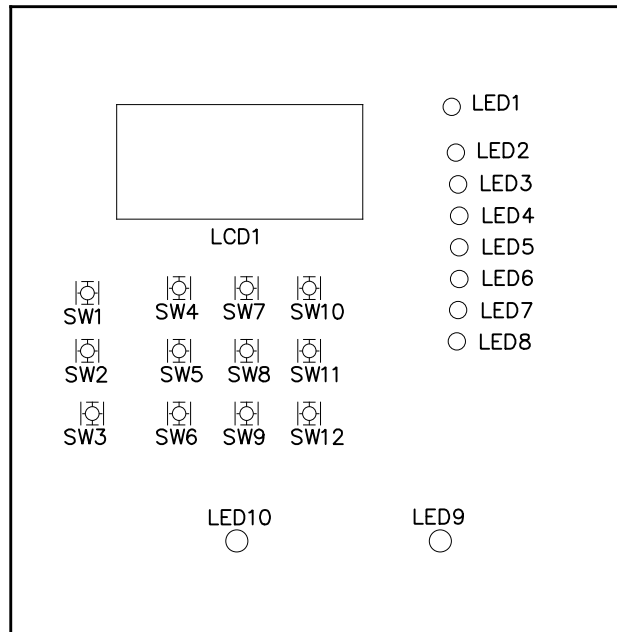 LED1
LED2
LED3
LED4
LED5
LED6
LED7
LED8
LCD1
SW1 SW4 SW7 SW10
SW2 SW5 SW8 SW11
SW3 SW6 SW9 SW12
LED10 LED9